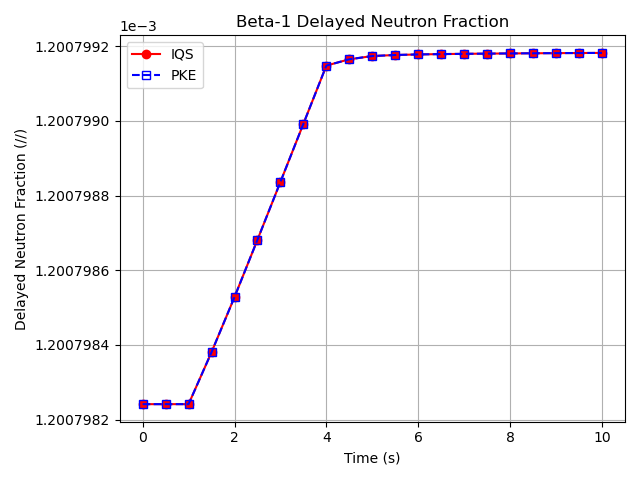 Beta-1 Delayed Neutron Fraction
1e−3
1.2007992
1.2007990
1.2007988
1.2007986
1.2007984
1.2007982
Delayed Neutron Fraction (//)
IQS
PKE
0 2 4 6 8 10
Time (s)